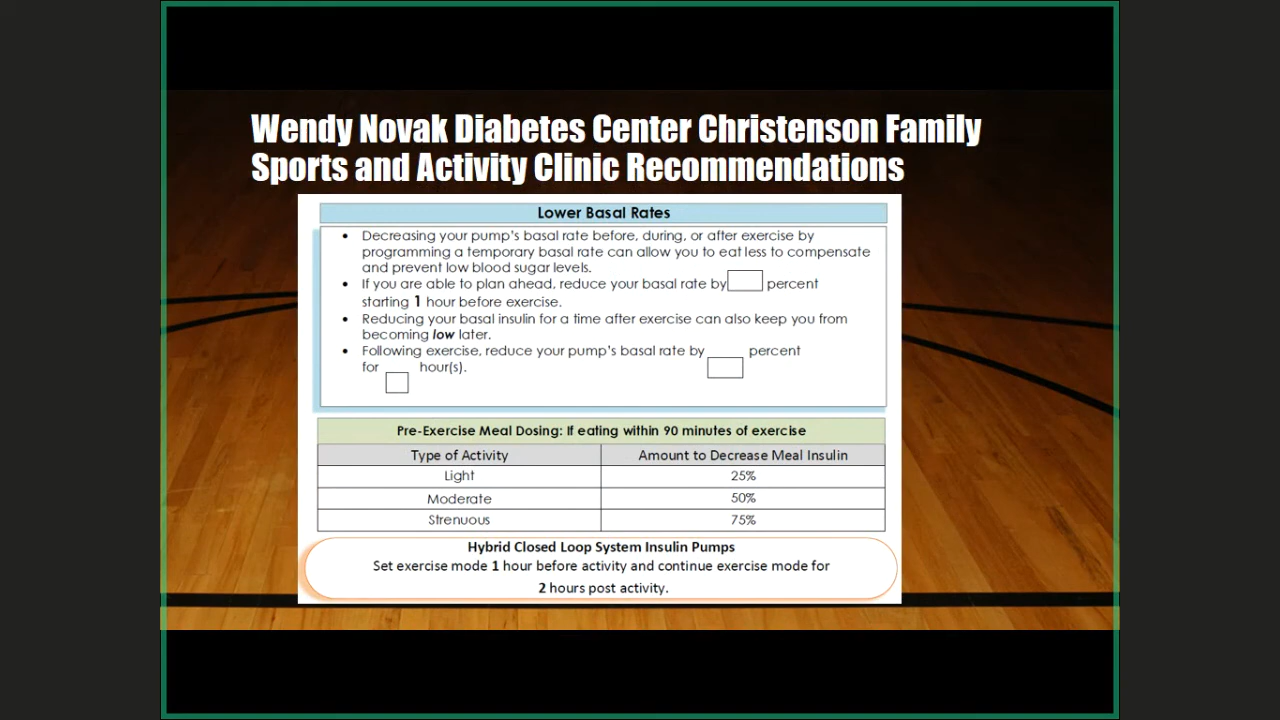 Wendy Novak Diabetes Center Christenson Family
Sports and Activity Clinic Recommendations
Lower Basal Rates
• Decreasing your pump's basal rate before, during, or after exercise by
programming a temporary basal rate can allow you to eat less to compensate
and prevent low blood sugar levels.
• If you are able to plan ahead, reduce your basal rate by percent
starting 1 hour before exercise.
• Reducing your basal insulin for a time after exercise can also keep you from
becoming low later.
• Following exercise, reduce your pump's basal rate by percent
for hour(s).
Pre-Exercise Meal Dosing: If eating within 90 minutes of exercise
Type of Activity Amount to Decrease Meal Insulin
Light 25%
Moderate 50%
Strenuous 75%
Hybrid Closed Loop System Insulin Pumps
Set exercise mode 1 hour before activity and continue exercise mode for
2 hours post activity.